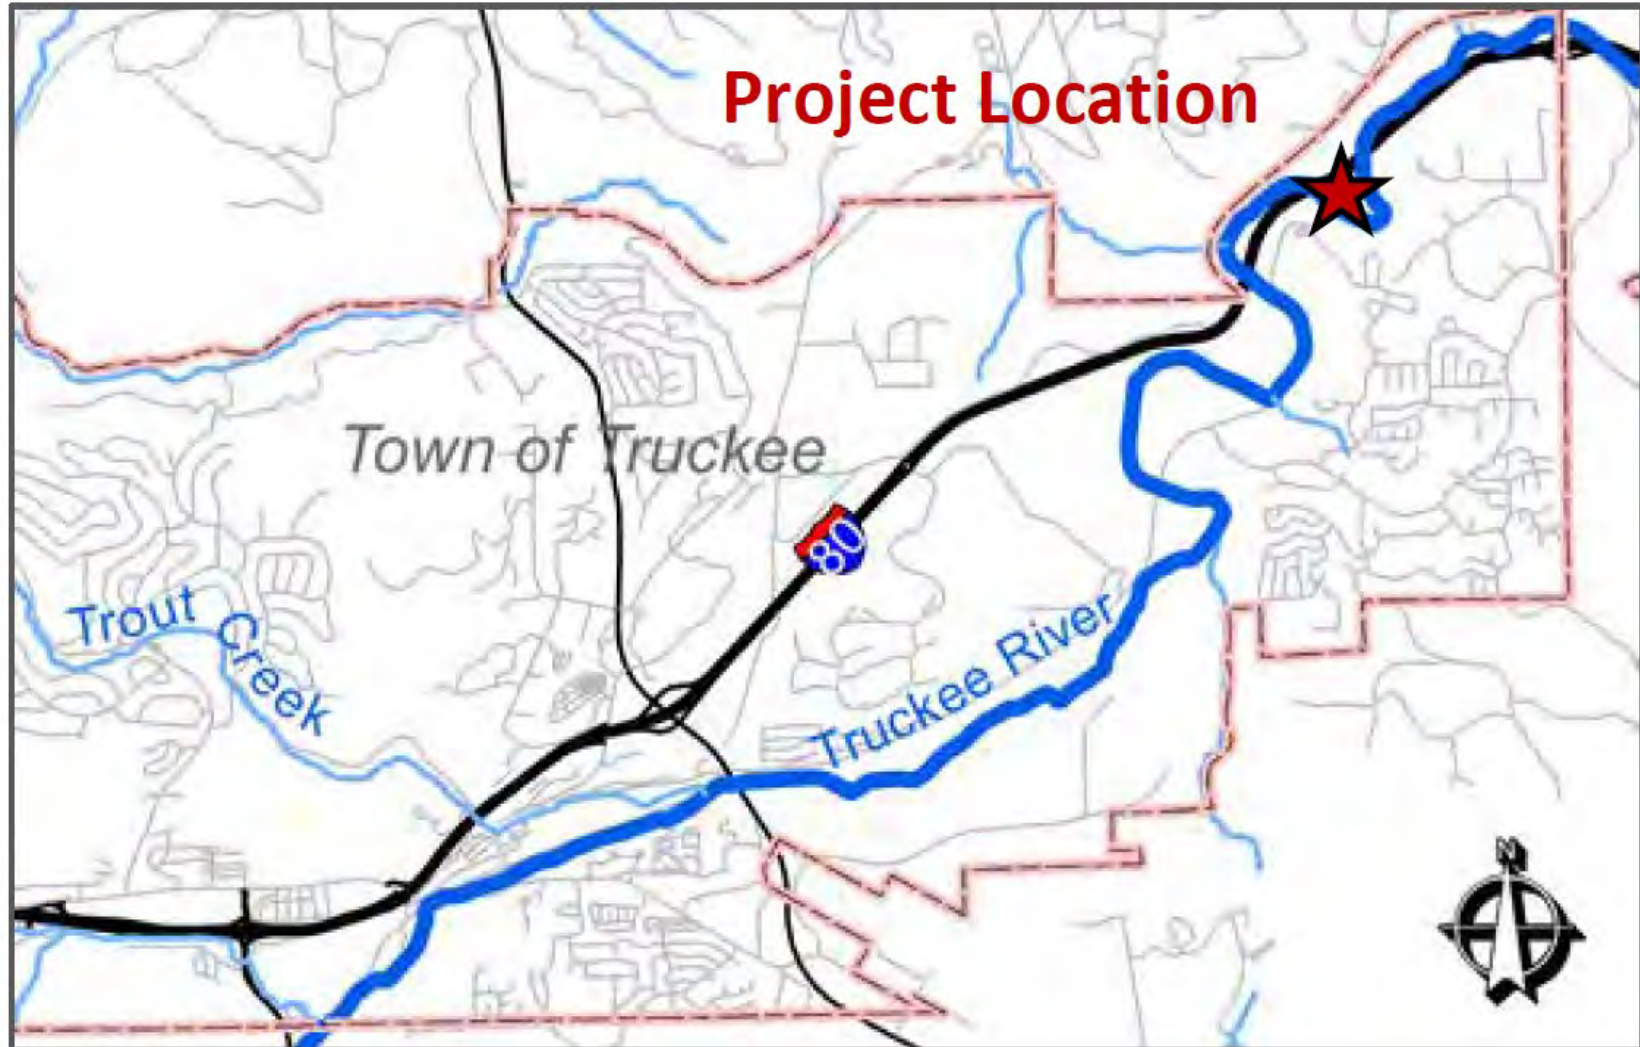 Project Location
Town of Truckee
80
Trout Creek
Truckee River
N